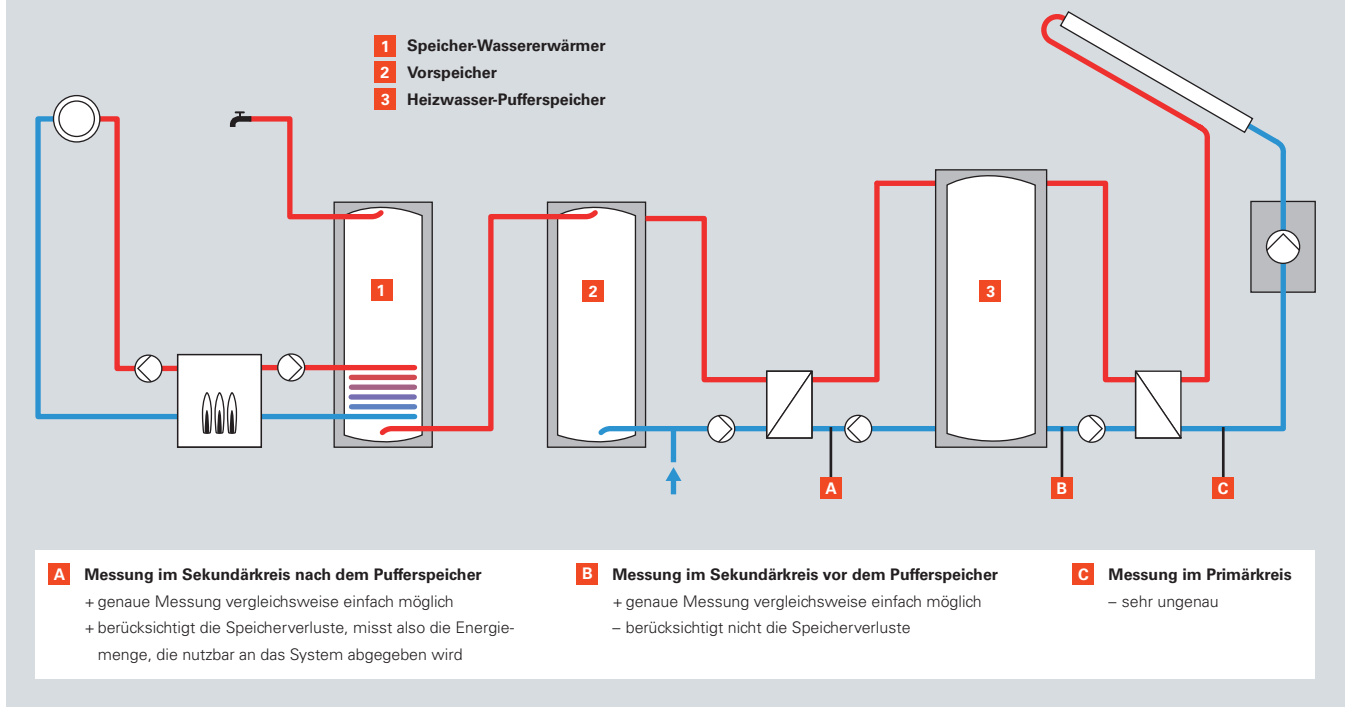 1 Speicher-Wassererwärmer
2 Vorspeicher
3 Heizwasser-Pufferspeicher
1
2
3
A
B
C
A Messung im Sekundärkreis nach dem Pufferspeicher
+ genaue Messung vergleichsweise einfach möglich
+ berücksichtigt die Speicherverluste, misst also die Energie-
menge, die nutzbar an das System abgegeben wird
B Messung im Sekundärkreis vor dem Pufferspeicher
+ genaue Messung vergleichsweise einfach möglich
– berücksichtigt nicht die Speicherverluste
C Messung im Primärkreis
– sehr ungenau